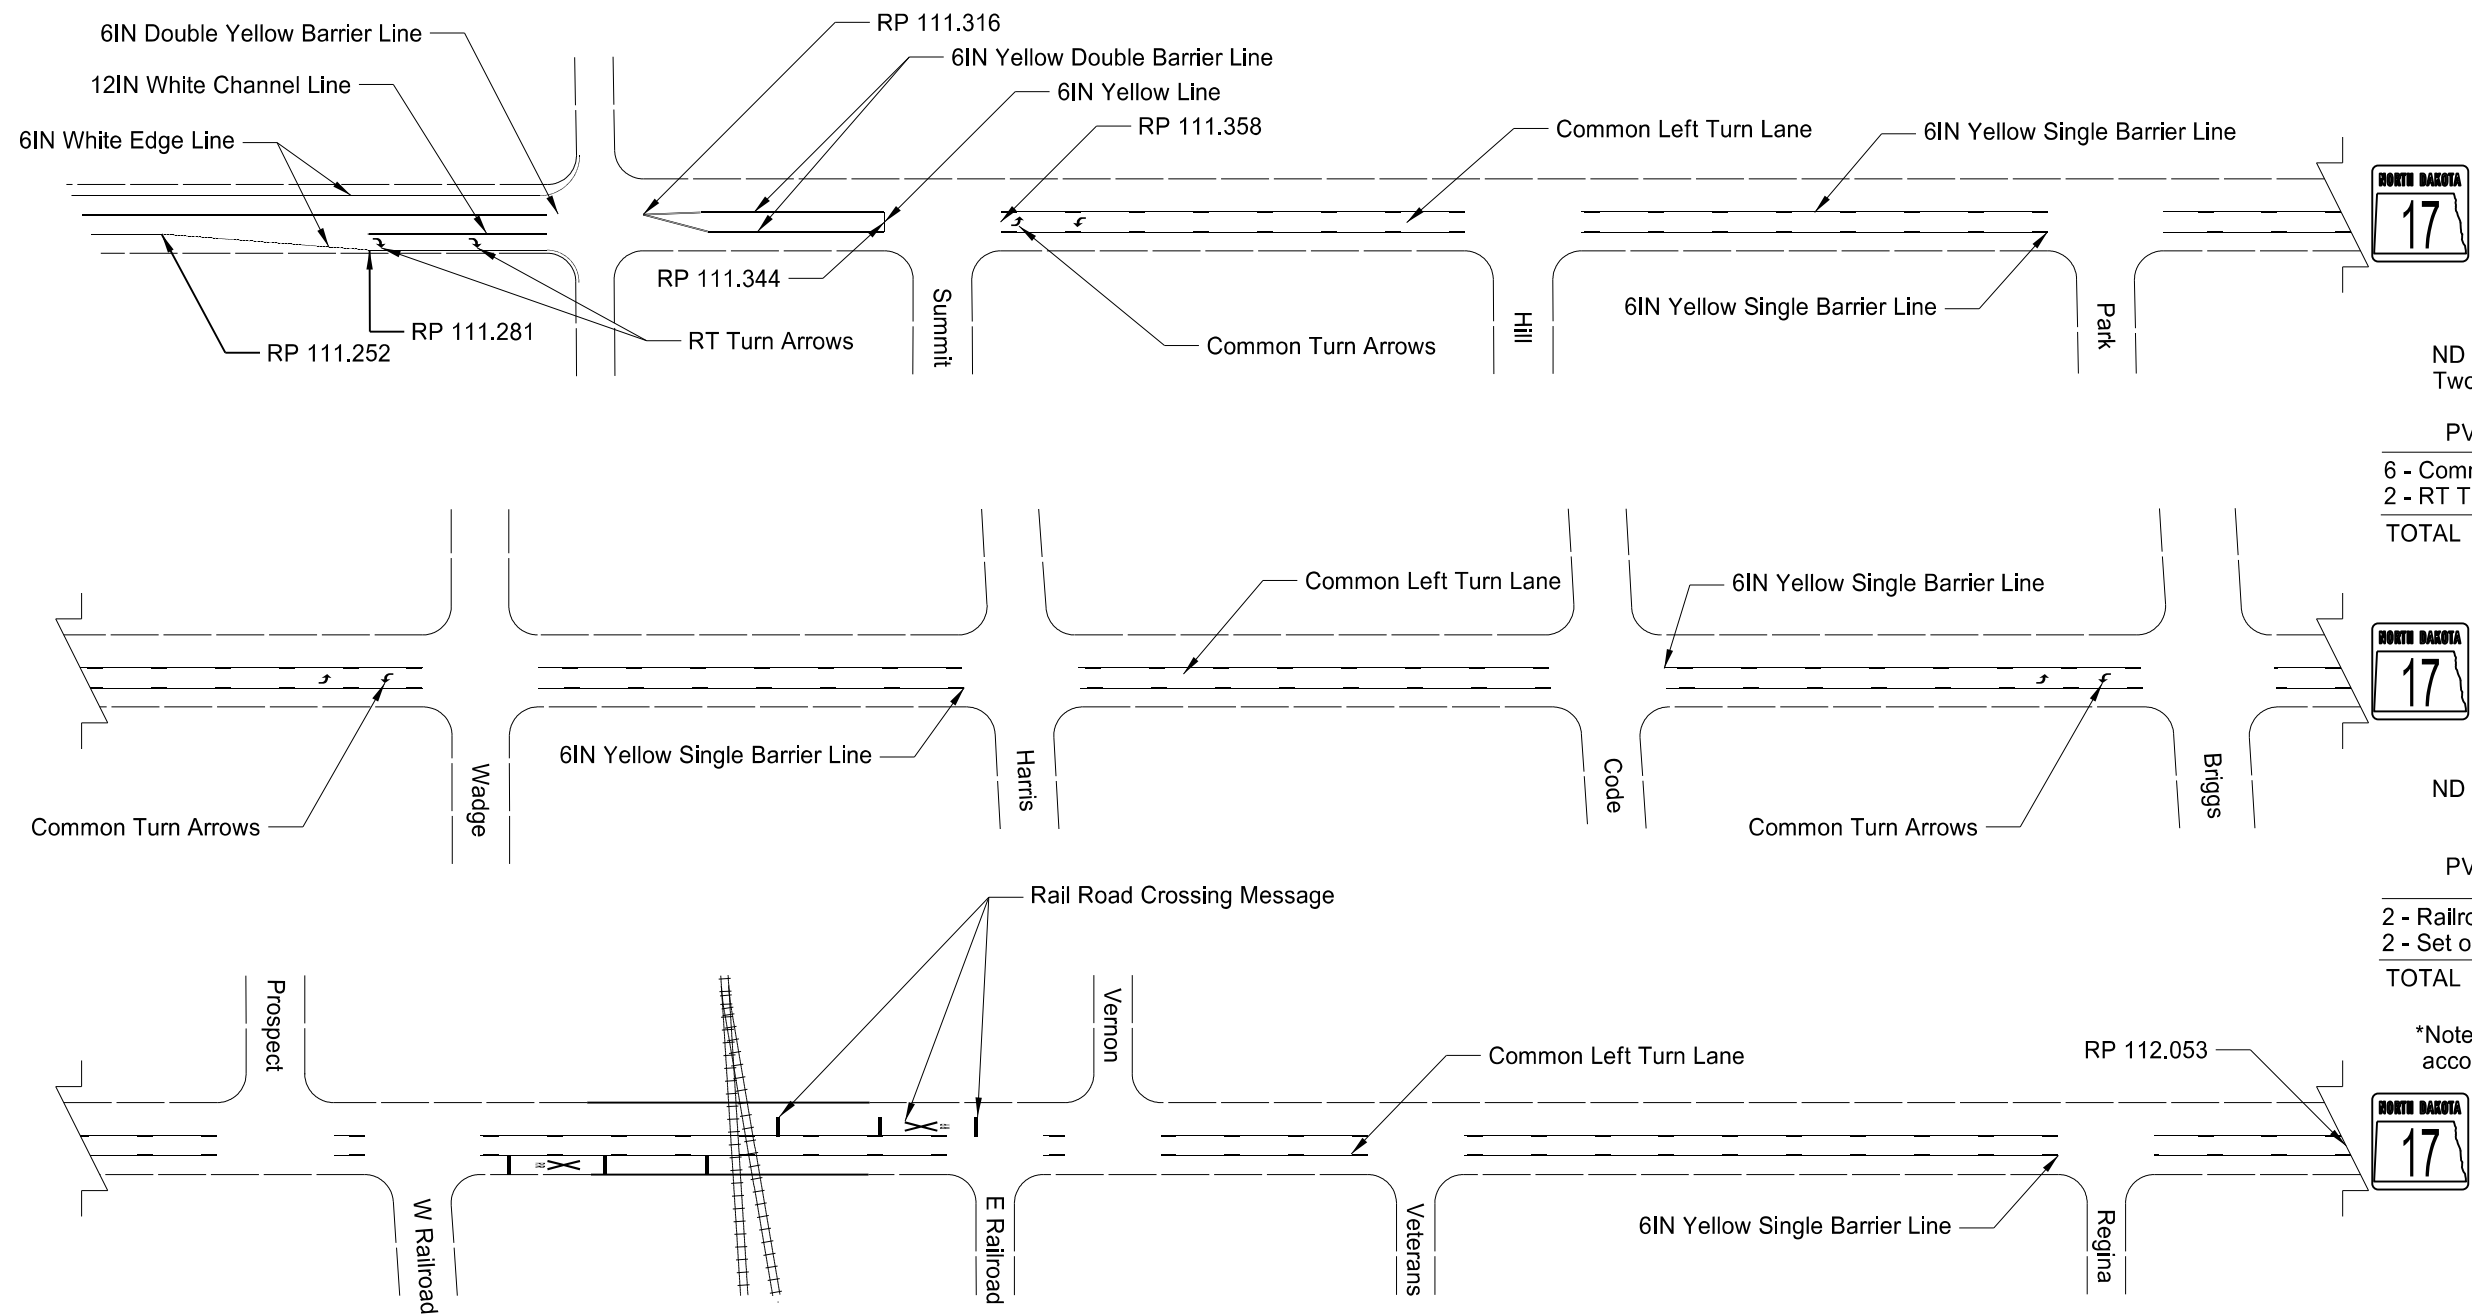 RP 111.316
6IN Double Yellow Barrier Line
6IN Yellow Double Barrier Line
12IN White Channel Line
6IN Yellow Line
RP 111.358
Common Left Turn Lane
6IN Yellow Single Barrier Line
6IN White Edge Line
NORTH DAKOTA
17
RP 111.344
6IN Yellow Single Barrier Line
RP 111.281
RP 111.252
RT Turn Arrows
Common Turn Arrows
Summit
Hill
Park
ND
Two
PV
6 - Com
2 - RT T
TOTAL
Common Left Turn Lane
6IN Yellow Single Barrier Line
NORTH DAKOTA
17
6IN Yellow Single Barrier Line
Common Turn Arrows
Wadge
Harris
Code
Common Turn Arrows
Briggs
ND
PV
2 - Railro
2 - Set o
TOTAL
*Note
acco
Rail Road Crossing Message
Prospect
Vernon
Common Left Turn Lane
RP 112.053
NORTH DAKOTA
17
W Railroad
E Railroad
Veterans
6IN Yellow Single Barrier Line
Regina